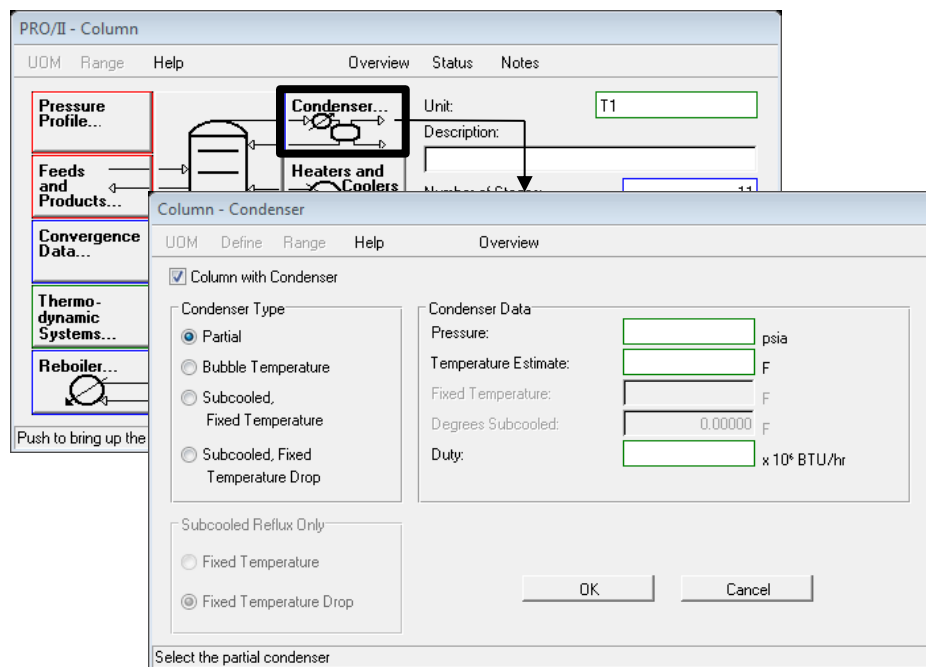 PRO/II - Column
UOM Range Help Overview Status Notes
Pressure
Profile...
Condenser...
Unit: T1
Description:
Feeds
and
Products...
Heaters and
Coolers
Number of Stages: 11
Convergence
Data...
Thermo-
dynamic
Systems...
Reboiler...
Push to bring up the
Column - Condenser
UOM Define Range Help Overview
Column with Condenser
Condenser Type
Partial
Bubble Temperature
Subcooled,
Fixed Temperature
Subcooled, Fixed
Temperature Drop
Condenser Data
Pressure: psia
Temperature Estimate: F
Fixed Temperature: F
Degrees Subcooled: 0.00000 F
Duty: x 10⁶ BTU/hr
Subcooled Reflux Only
Fixed Temperature
Fixed Temperature Drop
OK Cancel
Select the partial condenser